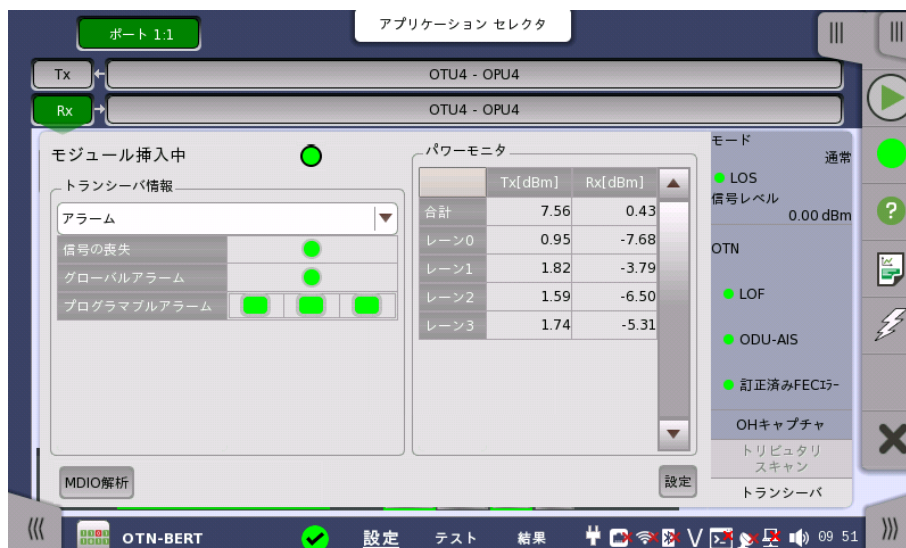 ポート 1:1
アプリケーション セレクタ
Tx
OTU4 - OPU4
Rx
OTU4 - OPU4
モジュール挿入中
トランシーバ情報
アラーム
信号の喪失
グローバルアラーム
プログラマブルアラーム
MDIO解析
パワーモニタ
Tx[dBm] Rx[dBm]
合計 7.56 0.43
レーン0 0.95 -7.68
レーン1 1.82 -3.79
レーン2 1.59 -6.50
レーン3 1.74 -5.31
設定
モード
通常
LOS
信号レベル
0.00 dBm
OTN
LOF
ODU-AIS
訂正済みFECエラー
OHキャプチャ
トリビュタリ
スキャン
トランシーバ
OTN-BERT
設定 テスト 結果
09 51